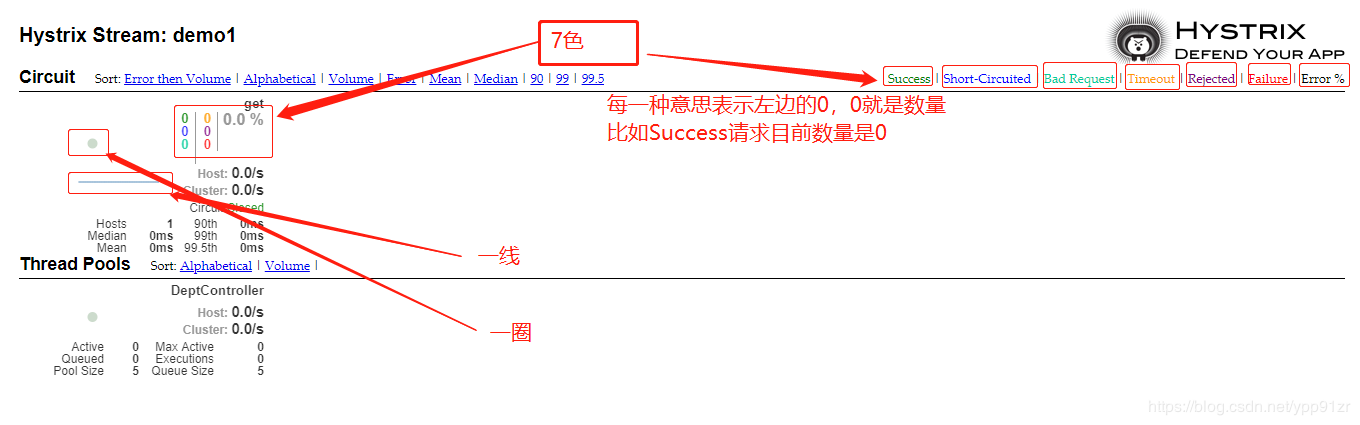 Hystrix Stream: demo1
7色
HYSTRIX
DEFEND YOUR APP
Circuit Sort: Error then Volume | Alphabetical | Volume | Error | Mean | Median | 90 | 99 | 99.5
Success | Short-Circuited | Bad Request | Timeout | Rejected | Failure | Error %
每一种意思表示左边的0，0就是数量
比如Success请求目前数量是0
get
0 0 0.0 %
0 0
0 0
Host: 0.0/s
Cluster: 0.0/s
Circuit Closed
Hosts 1 90th 0ms
Median 0ms 99th 0ms
Mean 0ms 99.5th 0ms
一线
Thread Pools Sort: Alphabetical | Volume |
DeptController
Host: 0.0/s
Cluster: 0.0/s
一圈
Active 0 Max Active 0
Queued 0 Executions 0
Pool Size 5 Queue Size 5
https://blog.csdn.net/ypp91zr